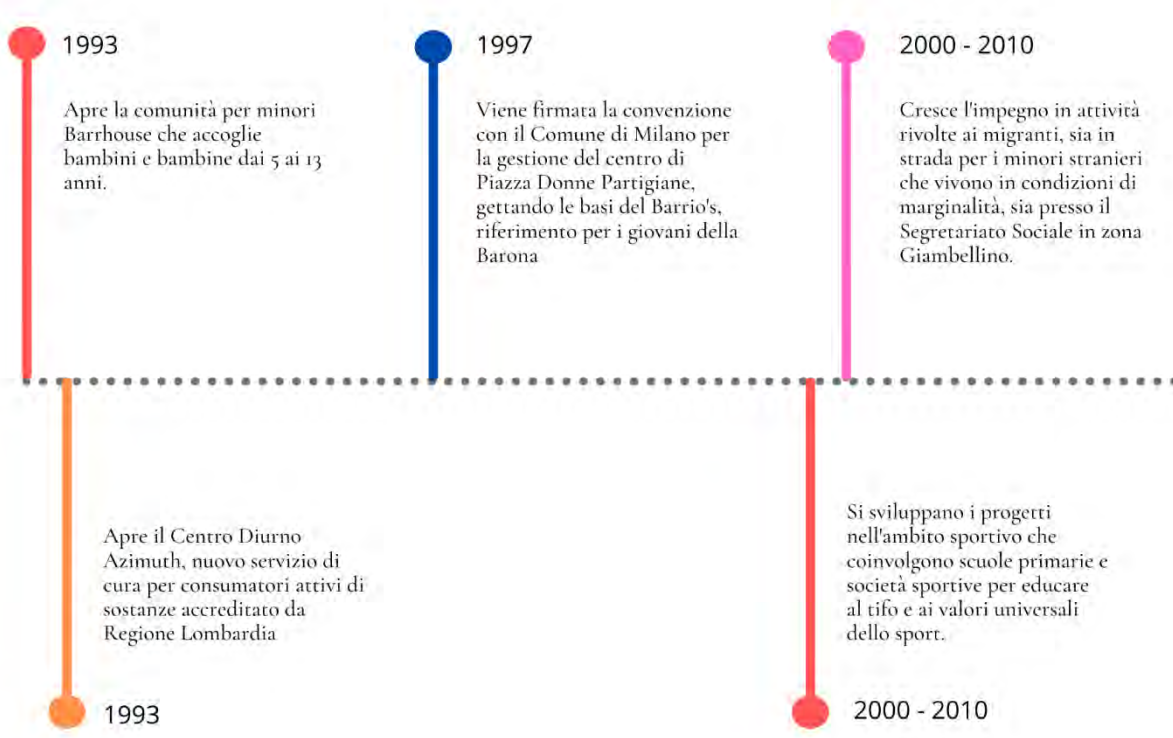 1993
Apre la comunità per minori
Barrhouse che accoglie
bambini e bambine dai 5 ai 13
anni.
1997
Viene firmata la convenzione
con il Comune di Milano per
la gestione del centro di
Piazza Donne Partigiane,
gettando le basi del Barrio's,
riferimento per i giovani della
Barona
2000 - 2010
Cresce l'impegno in attività
rivolte ai migranti, sia in
strada per i minori stranieri
che vivono in condizioni di
marginalità, sia presso il
Segretariato Sociale in zona
Giambellino.
Apre il Centro Diurno
Azimuth, nuovo servizio di
cura per consumatori attivi di
sostanze accreditato da
Regione Lombardia
1993
Si sviluppano i progetti
nell'ambito sportivo che
coinvolgono scuole primarie e
società sportive per educare
al tifo e ai valori universali
dello sport.
2000 - 2010